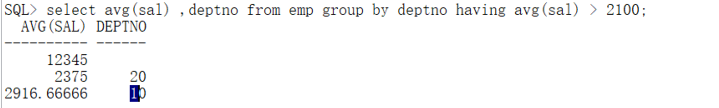 SQL> select avg(sal) ,deptno from emp group by deptno having avg(sal) > 2100;
AVG(SAL) DEPTNO
---------- ------
12345
2375 20
2916.66666 10